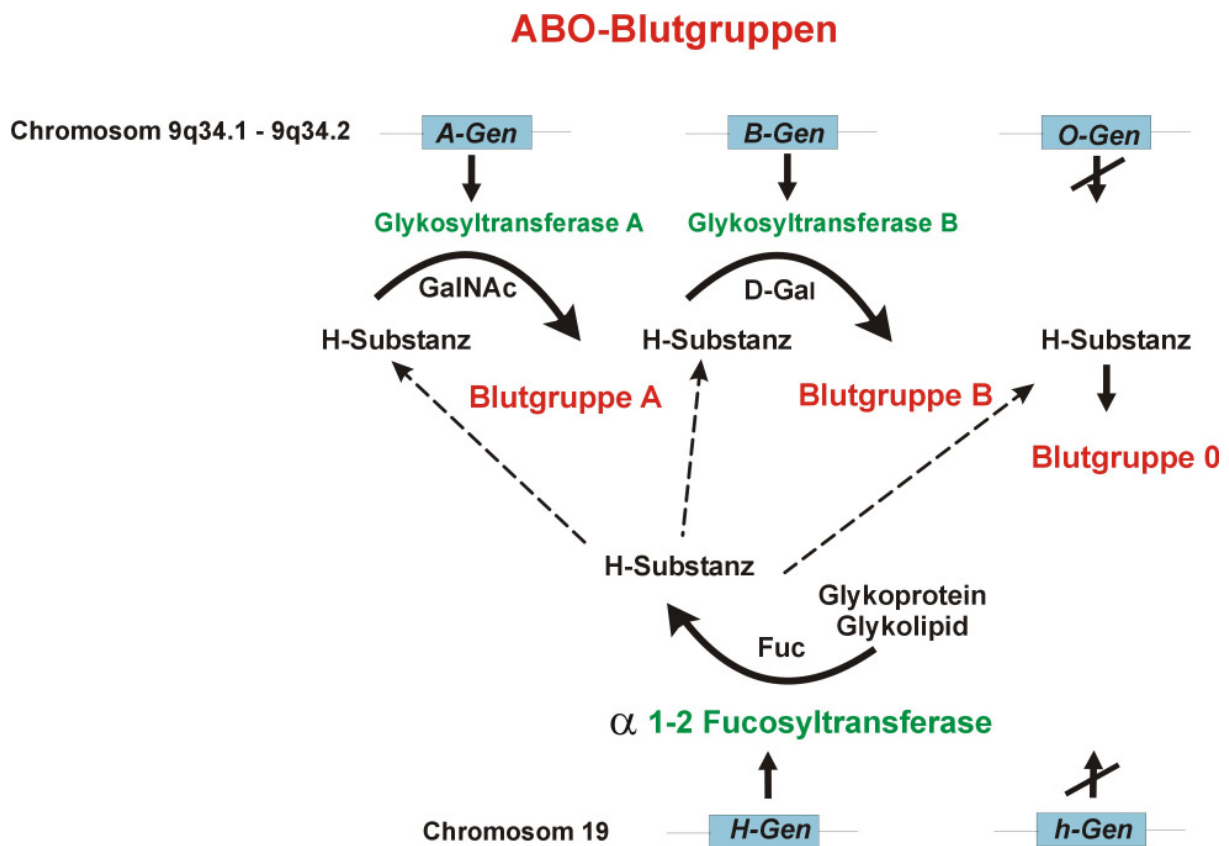 ABO-Blutgruppen
Chromosom 9q34.1 - 9q34.2
A-Gen
B-Gen
O-Gen
Glykosyltransferase A
Glykosyltransferase B
GalNAc
D-Gal
H-Substanz
H-Substanz
H-Substanz
Blutgruppe A
Blutgruppe B
Blutgruppe 0
H-Substanz
Glykoprotein
Glykolipid
Fuc
α 1-2 Fucosyltransferase
Chromosom 19
H-Gen
h-Gen